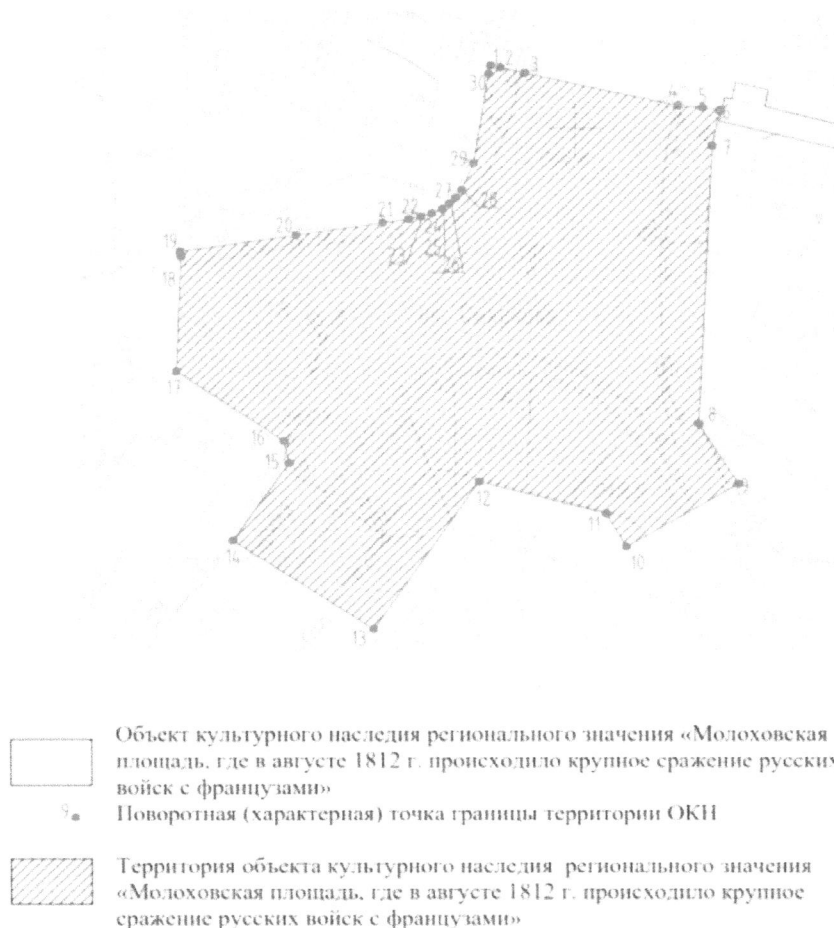 1 2 3
30
4 5 6
7
29
27
28
21 22
24
25
26
23
20
19
18
17
8
16
15
9
12
11
10
14
13
Объект культурного наследия регионального значения «Молоховская
площадь, где в августе 1812 г. происходило крупное сражение русских
войск с французами»
9 Поворотная (характерная) точка границы территории ОКН
Территория объекта культурного наследия регионального значения
«Молоховская площадь, где в августе 1812 г. происходило крупное
сражение русских войск с французами»